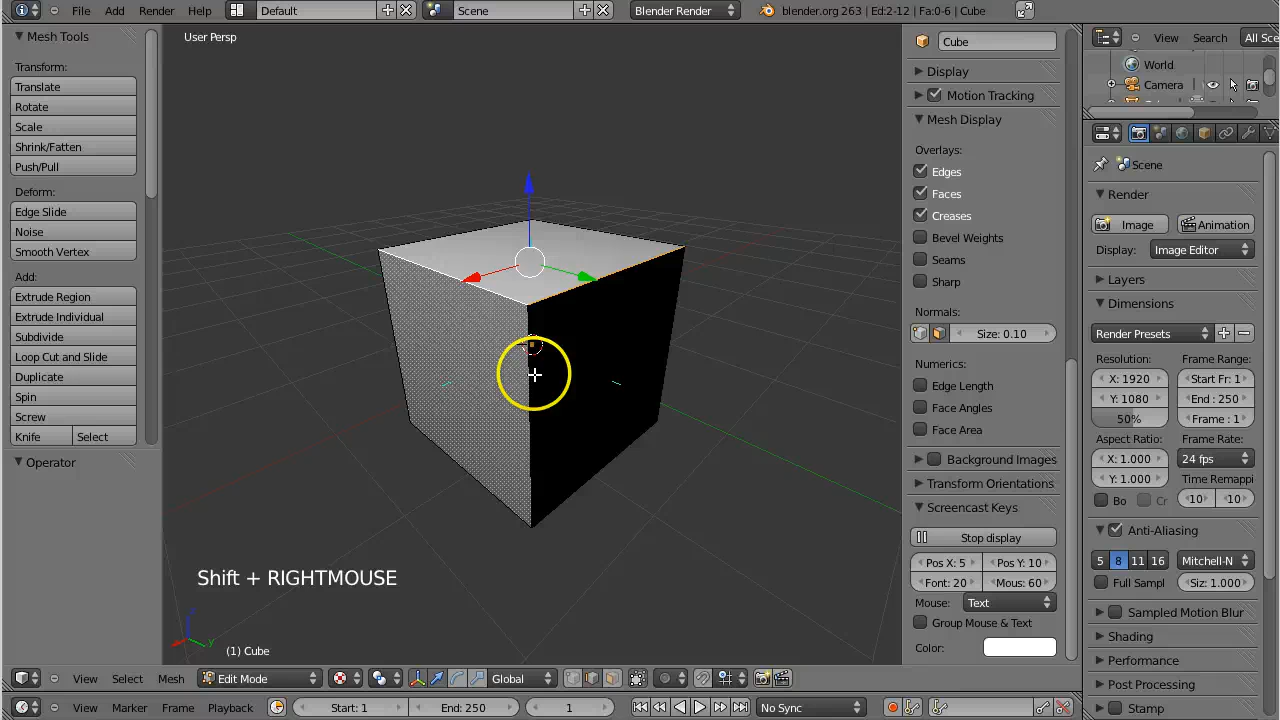 File Add Render Help Default Scene Blender Render blender.org 263 | Ed:2-12 | Fa:0-6 | Cube
Mesh Tools
Transform:
Translate
Rotate
Scale
Shrink/Fatten
Push/Pull
Deform:
Edge Slide
Noise
Smooth Vertex
Add:
Extrude Region
Extrude Individual
Subdivide
Loop Cut and Slide
Duplicate
Spin
Screw
Knife Select
Operator
User Persp
Shift + RIGHTMOUSE
z
y
(1) Cube
Cube
Display
Motion Tracking
Mesh Display
Overlays:
Edges
Faces
Creases
Bevel Weights
Seams
Sharp
Normals:
Size: 0.10
Numerics:
Edge Length
Face Angles
Face Area
Background Images
Transform Orientations
Screencast Keys
Stop display
Pos X: 5 Pos Y: 10
Font: 20 Mous: 60
Mouse: Text
Group Mouse & Text
Color:
View Search All Sce
World
Camera
Scene
Render
Image Animation
Display: Image Editor
Layers
Dimensions
Render Presets
Resolution: Frame Range:
X: 1920 Start Fr: 1
Y: 1080 End : 250
50% Frame : 1
Aspect Ratio: Frame Rate:
X: 1.000 24 fps
Y: 1.000 Time Remappi
Bo Cr 10 10
Anti-Aliasing
5 8 11 16 Mitchell-N
Full Sampl Siz: 1.000
Sampled Motion Blur
Shading
Performance
Post Processing
Stamp
View Select Mesh Edit Mode Global
View Marker Frame Playback Start: 1 End: 250 1 No Sync